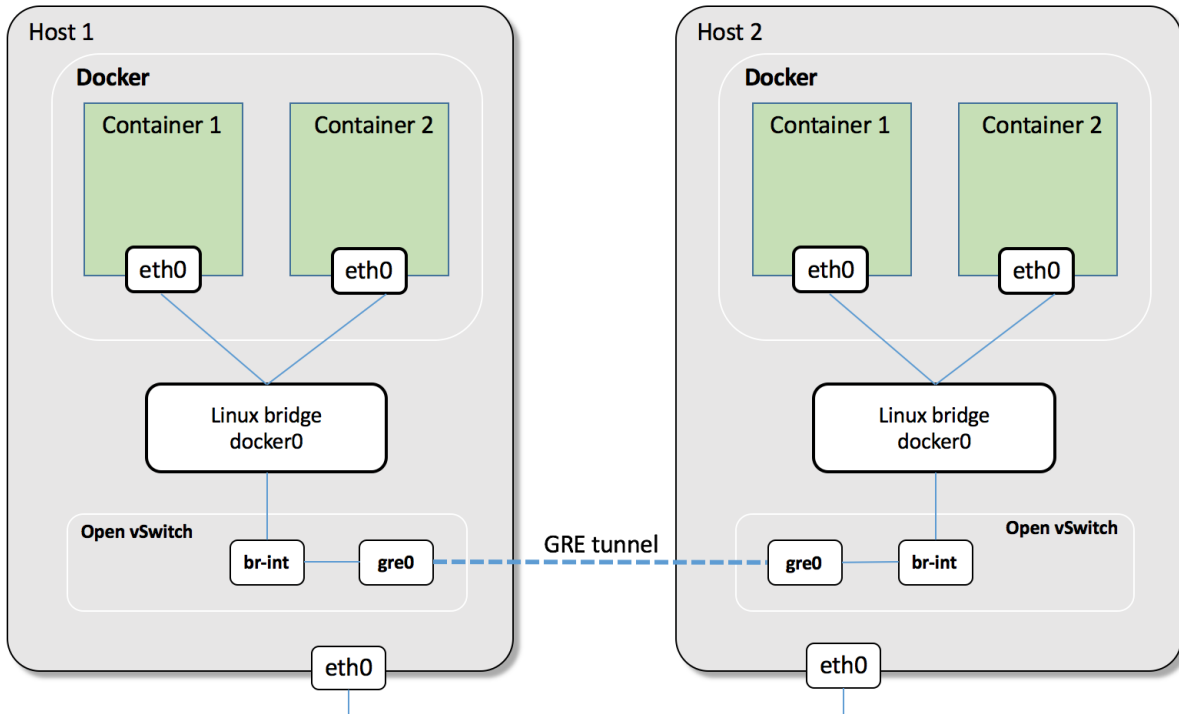 Host 1
Docker
Container 1
Container 2
eth0
eth0
Linux bridge
docker0
Open vSwitch
br-int
gre0
eth0
GRE tunnel
Host 2
Docker
Container 1
Container 2
eth0
eth0
Linux bridge
docker0
Open vSwitch
gre0
br-int
eth0